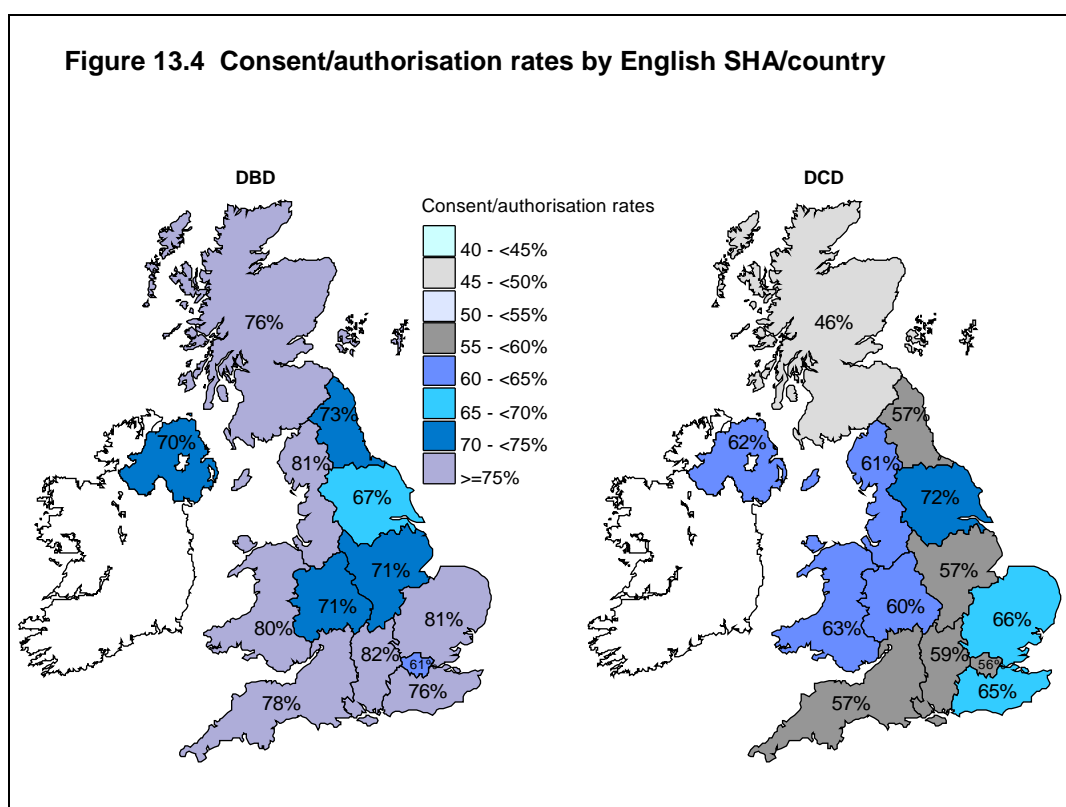 Figure 13.4 Consent/authorisation rates by English SHA/country
DBD
76%
73%
70%
81%
67%
71%
71%
80%
81%
82%
61%
76%
78%
Consent/authorisation rates
40 - <45%
45 - <50%
50 - <55%
55 - <60%
60 - <65%
65 - <70%
70 - <75%
>=75%
DCD
46%
57%
62%
61%
72%
57%
60%
63%
66%
59%
56%
65%
57%